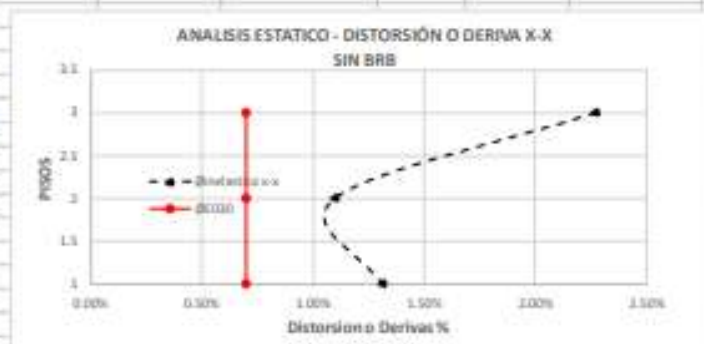 ANALISIS ESTATICO - DISTORSIÓN O DERIVA X-X
SIN BRB
3.5
3
2.5
2
1.5
1
PISOS
x-x
0.00%
0.50%
1.00%
1.50%
2.00%
2.50%
Distorsion o Derivas %